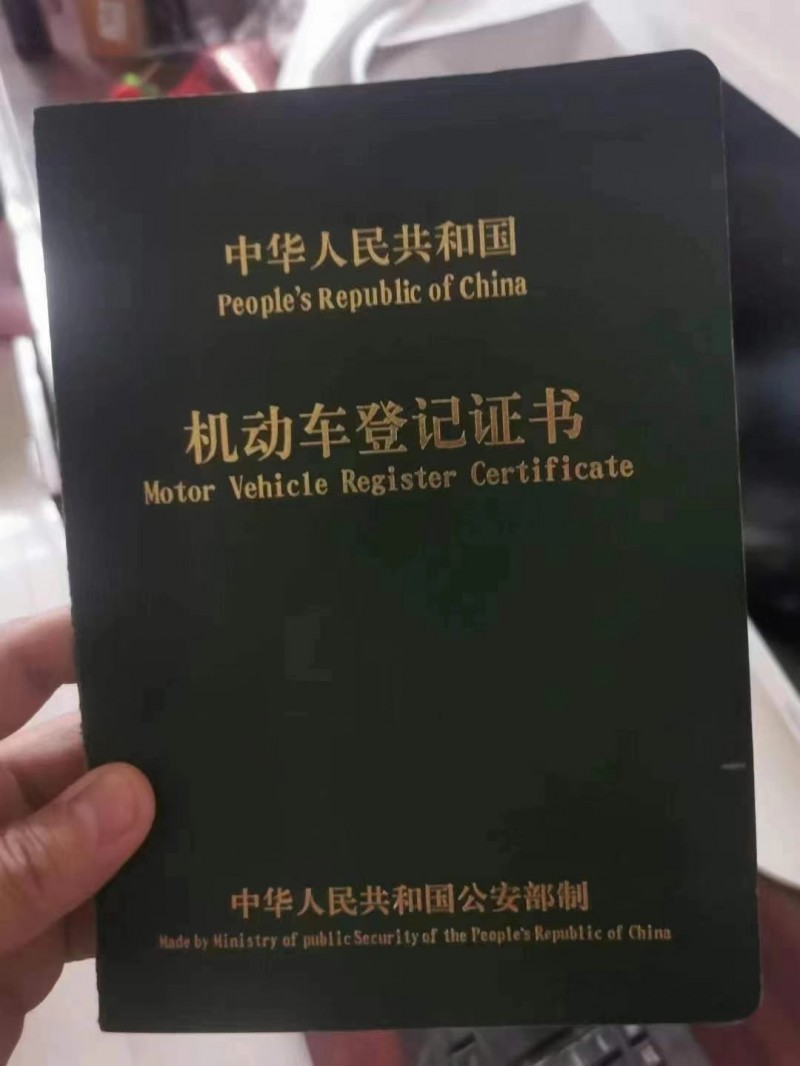 中华人民共和国
People's Republic of China
机动车登记证书
Motor Vehicle Register Certificate
中华人民共和国公安部制
Made by Ministry of public Security of the People's Republic of China